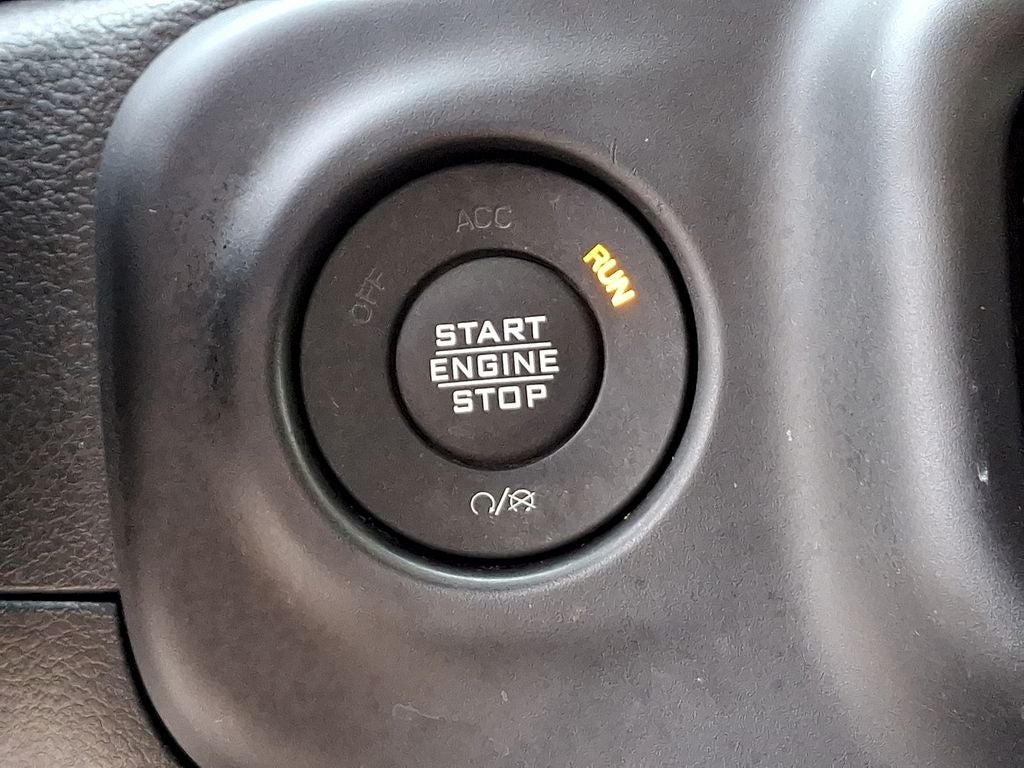 ACC
OFF
RUN
START
ENGINE
STOP